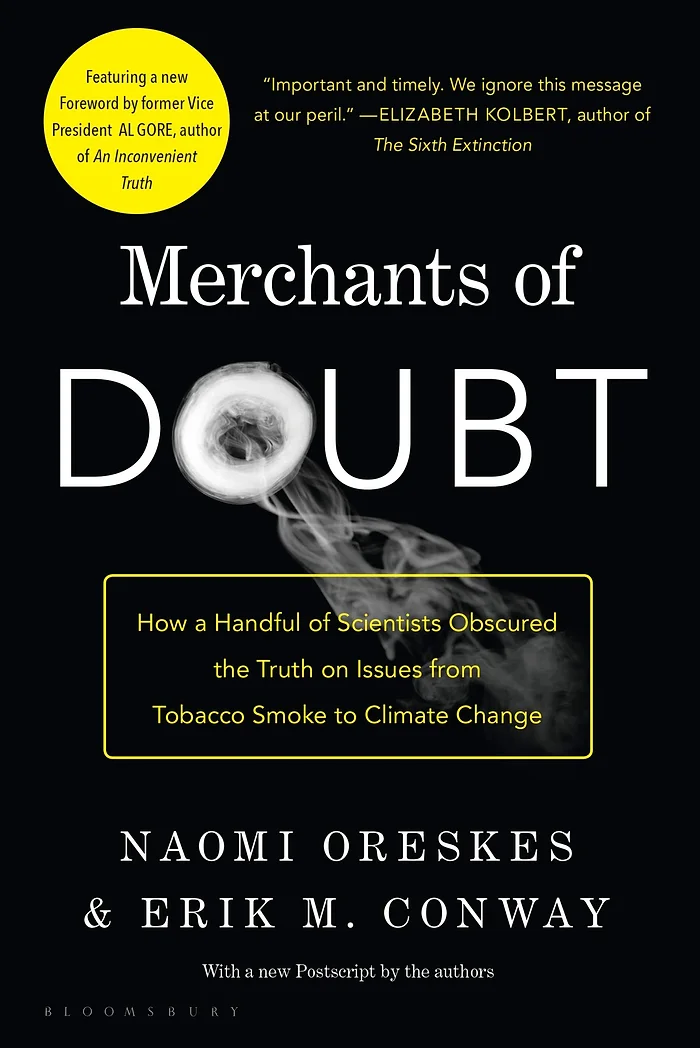 Featuring a new
Foreword by former Vice
President AL GORE, author
of An Inconvenient
Truth
“Important and timely. We ignore this message
at our peril.” —ELIZABETH KOLBERT, author of
The Sixth Extinction
Merchants of
DOUBT
How a Handful of Scientists Obscured
the Truth on Issues from
Tobacco Smoke to Climate Change
NAOMI ORESKES
& ERIK M. CONWAY
With a new Postscript by the authors
BLOOMSBURY